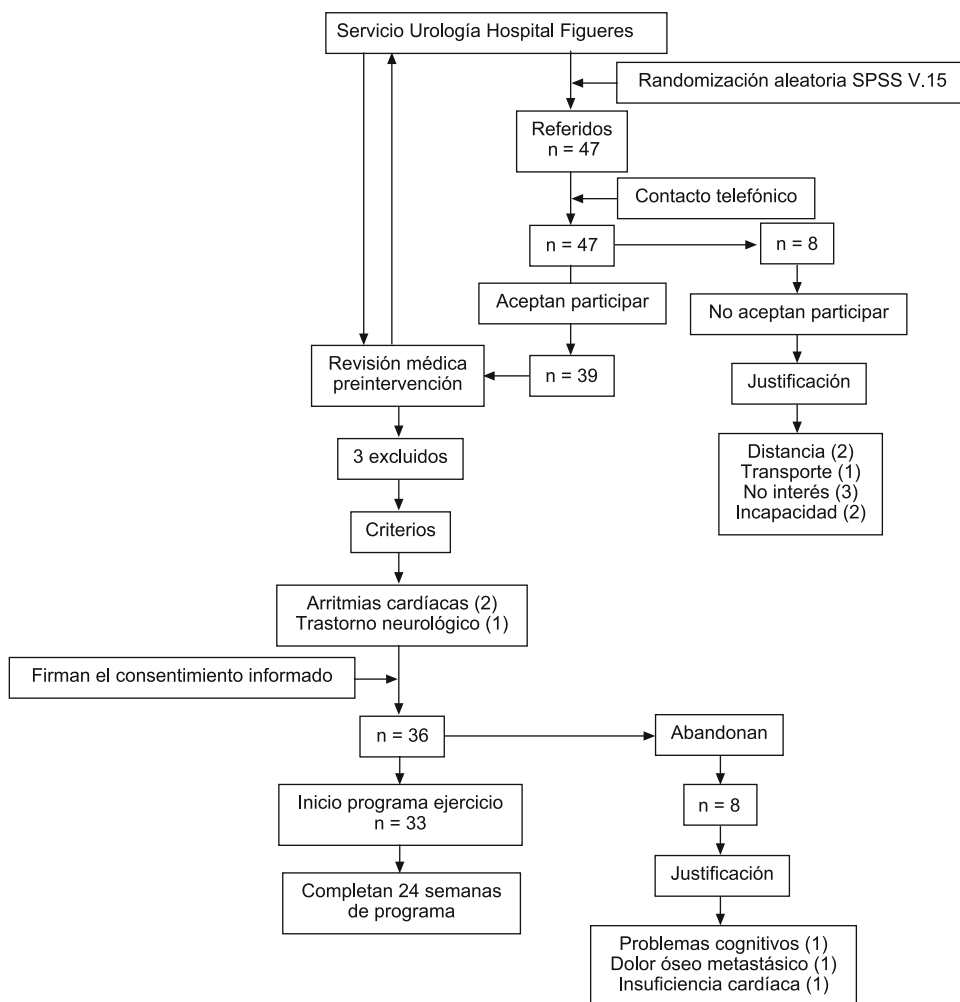 Servicio Urología Hospital Figueres
Randomización aleatoria SPSS V.15
Referidos
n = 47
Contacto telefónico
n = 47
n = 8
Aceptan participar
No aceptan participar
Revisión médica
preintervención
n = 39
Justificación
3 excluidos
Distancia (2)
Transporte (1)
No interés (3)
Incapacidad (2)
Criterios
Arritmias cardíacas (2)
Trastorno neurológico (1)
Firman el consentimiento informado
n = 36
Abandonan
Inicio programa ejercicio
n = 33
n = 8
Completan 24 semanas
de programa
Justificación
Problemas cognitivos (1)
Dolor óseo metastásico (1)
Insuficiencia cardíaca (1)